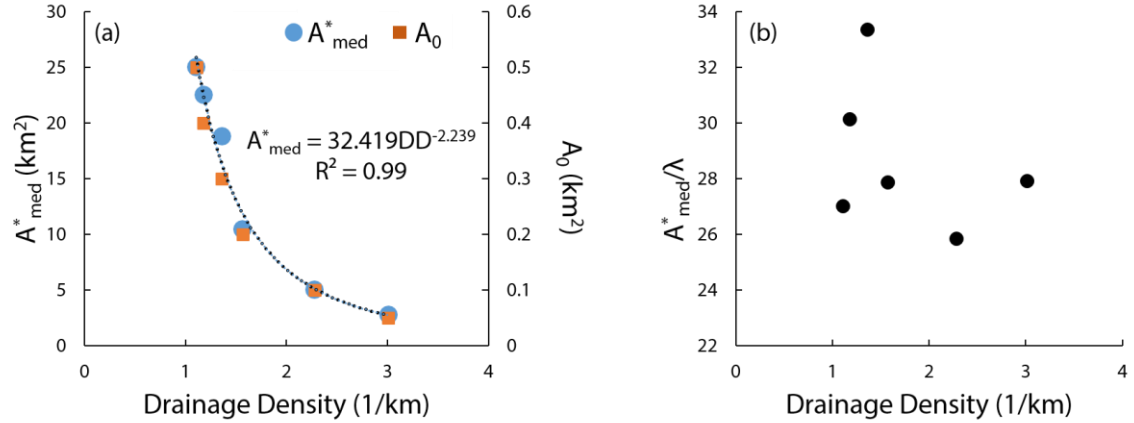 (a)
A*med
A0
30
25
20
15
10
5
0
A*med (km²)
A*med = 32.419DD^-2.239
R² = 0.99
0.6
0.5
0.4
0.3
0.2
0.1
0
A0 (km²)
0 1 2 3 4
Drainage Density (1/km)
(b)
34
32
30
28
26
24
22
A*med/λ
0 1 2 3 4
Drainage Density (1/km)